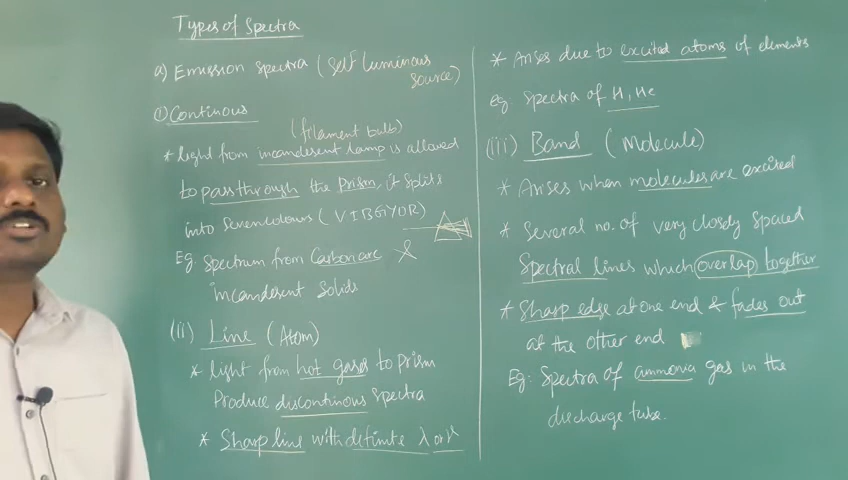 Types of Spectra
a) Emission Spectra (Self Luminous
source)
(i) Continous
(filament bulb)
* light from incandesent lamp is allowed
to pass through the prism, it splits
into seven colours (VIBGYOR)
Eg. Spectrum from Carbon arc &
incandesent Solids
(ii) Line (Atom)
* light from hot gases to prism
Produce discontinous Spectra
* Sharp line with definite λ or ν
* Arises due to excited atoms of elements
eg Spectra of H, He
(iii) Band (Molecule)
* Arises when molecules are excited
* Several no. of very closely Spaced
Spectral lines which overlap together
* Sharp edge at one end & fades out
at the other end
Eg: Spectra of ammonia gas in the
discharge tube.